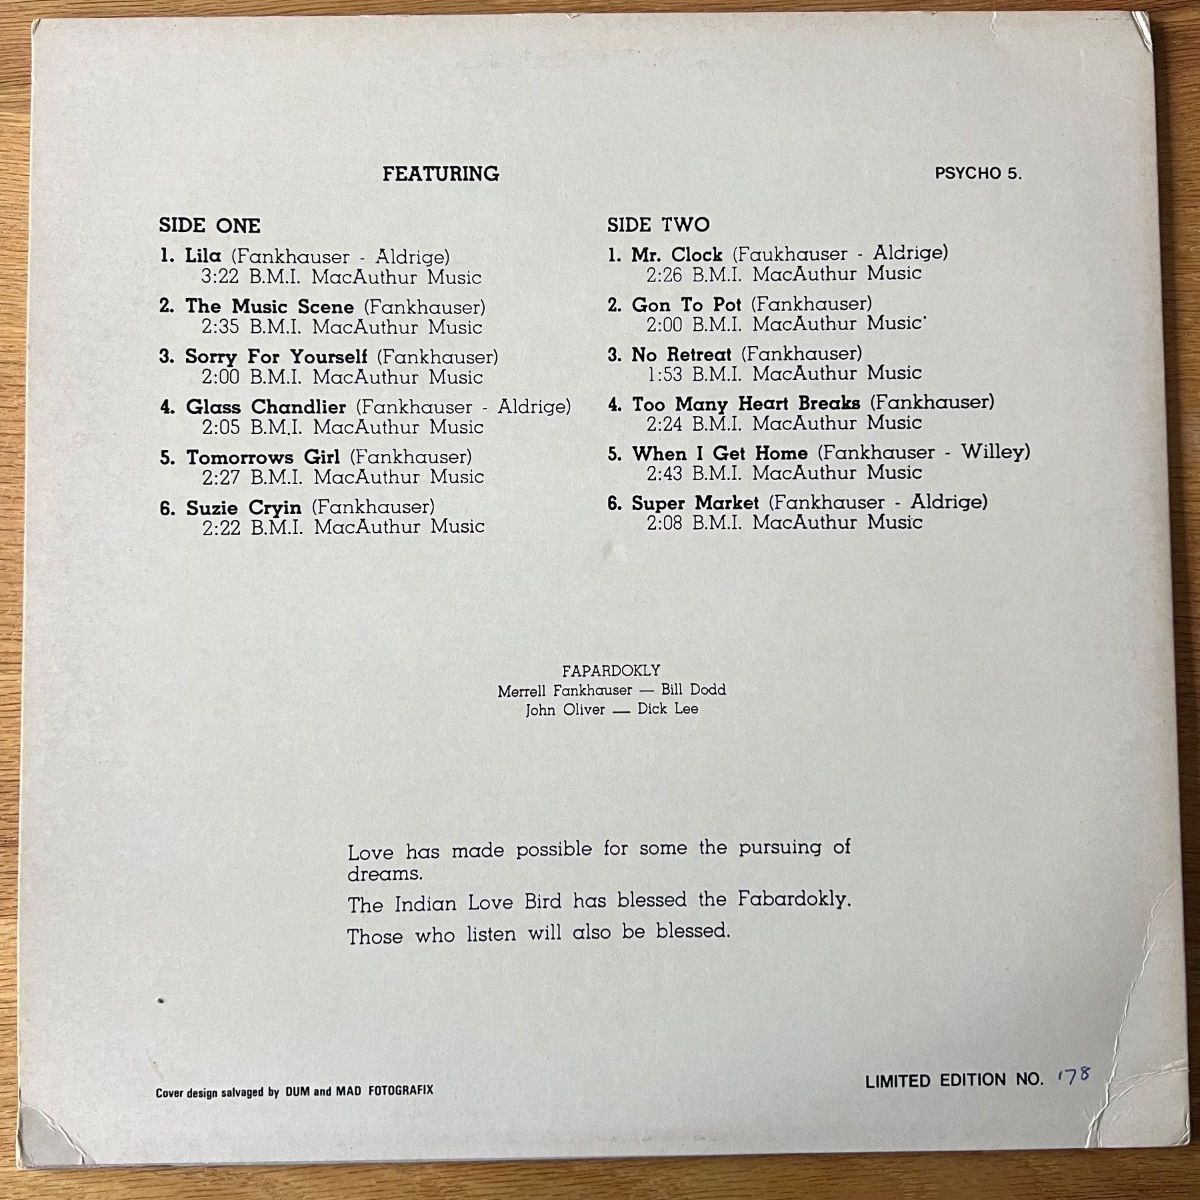 FEATURING
PSYCHO 5.
SIDE ONE
1. Lila (Fankhauser - Aldrige)
3:22 B.M.I. MacAuthur Music
2. The Music Scene (Fankhauser)
2:35 B.M.I. MacAuthur Music
3. Sorry For Yourself (Fankhauser)
2:00 B.M.I. MacAuthur Music
4. Glass Chandlier (Fankhauser - Aldrige)
2:05 B.M.I. MacAuthur Music
5. Tomorrows Girl (Fankhauser)
2:27 B.M.I. MacAuthur Music
6. Suzie Cryin (Fankhauser)
2:22 B.M.I. MacAuthur Music
SIDE TWO
1. Mr. Clock (Faukhauser - Aldrige)
2:26 B.M.I. MacAuthur Music
2. Gon To Pot (Fankhauser)
2:00 B.M.I. MacAuthur Music
3. No Retreat (Fankhauser)
1:53 B.M.I. MacAuthur Music
4. Too Many Heart Breaks (Fankhauser)
2:24 B.M.I. MacAuthur Music
5. When I Get Home (Fankhauser - Willey)
2:43 B.M.I. MacAuthur Music
6. Super Market (Fankhauser - Aldrige)
2:08 B.M.I. MacAuthur Music
FAPARDOKLY
Merrell Fankhauser — Bill Dodd
John Oliver — Dick Lee
Love has made possible for some the pursuing of
dreams.
The Indian Love Bird has blessed the Fabardokly.
Those who listen will also be blessed.
Cover design salvaged by DUM and MAD FOTOGRAFIX
LIMITED EDITION NO. 178